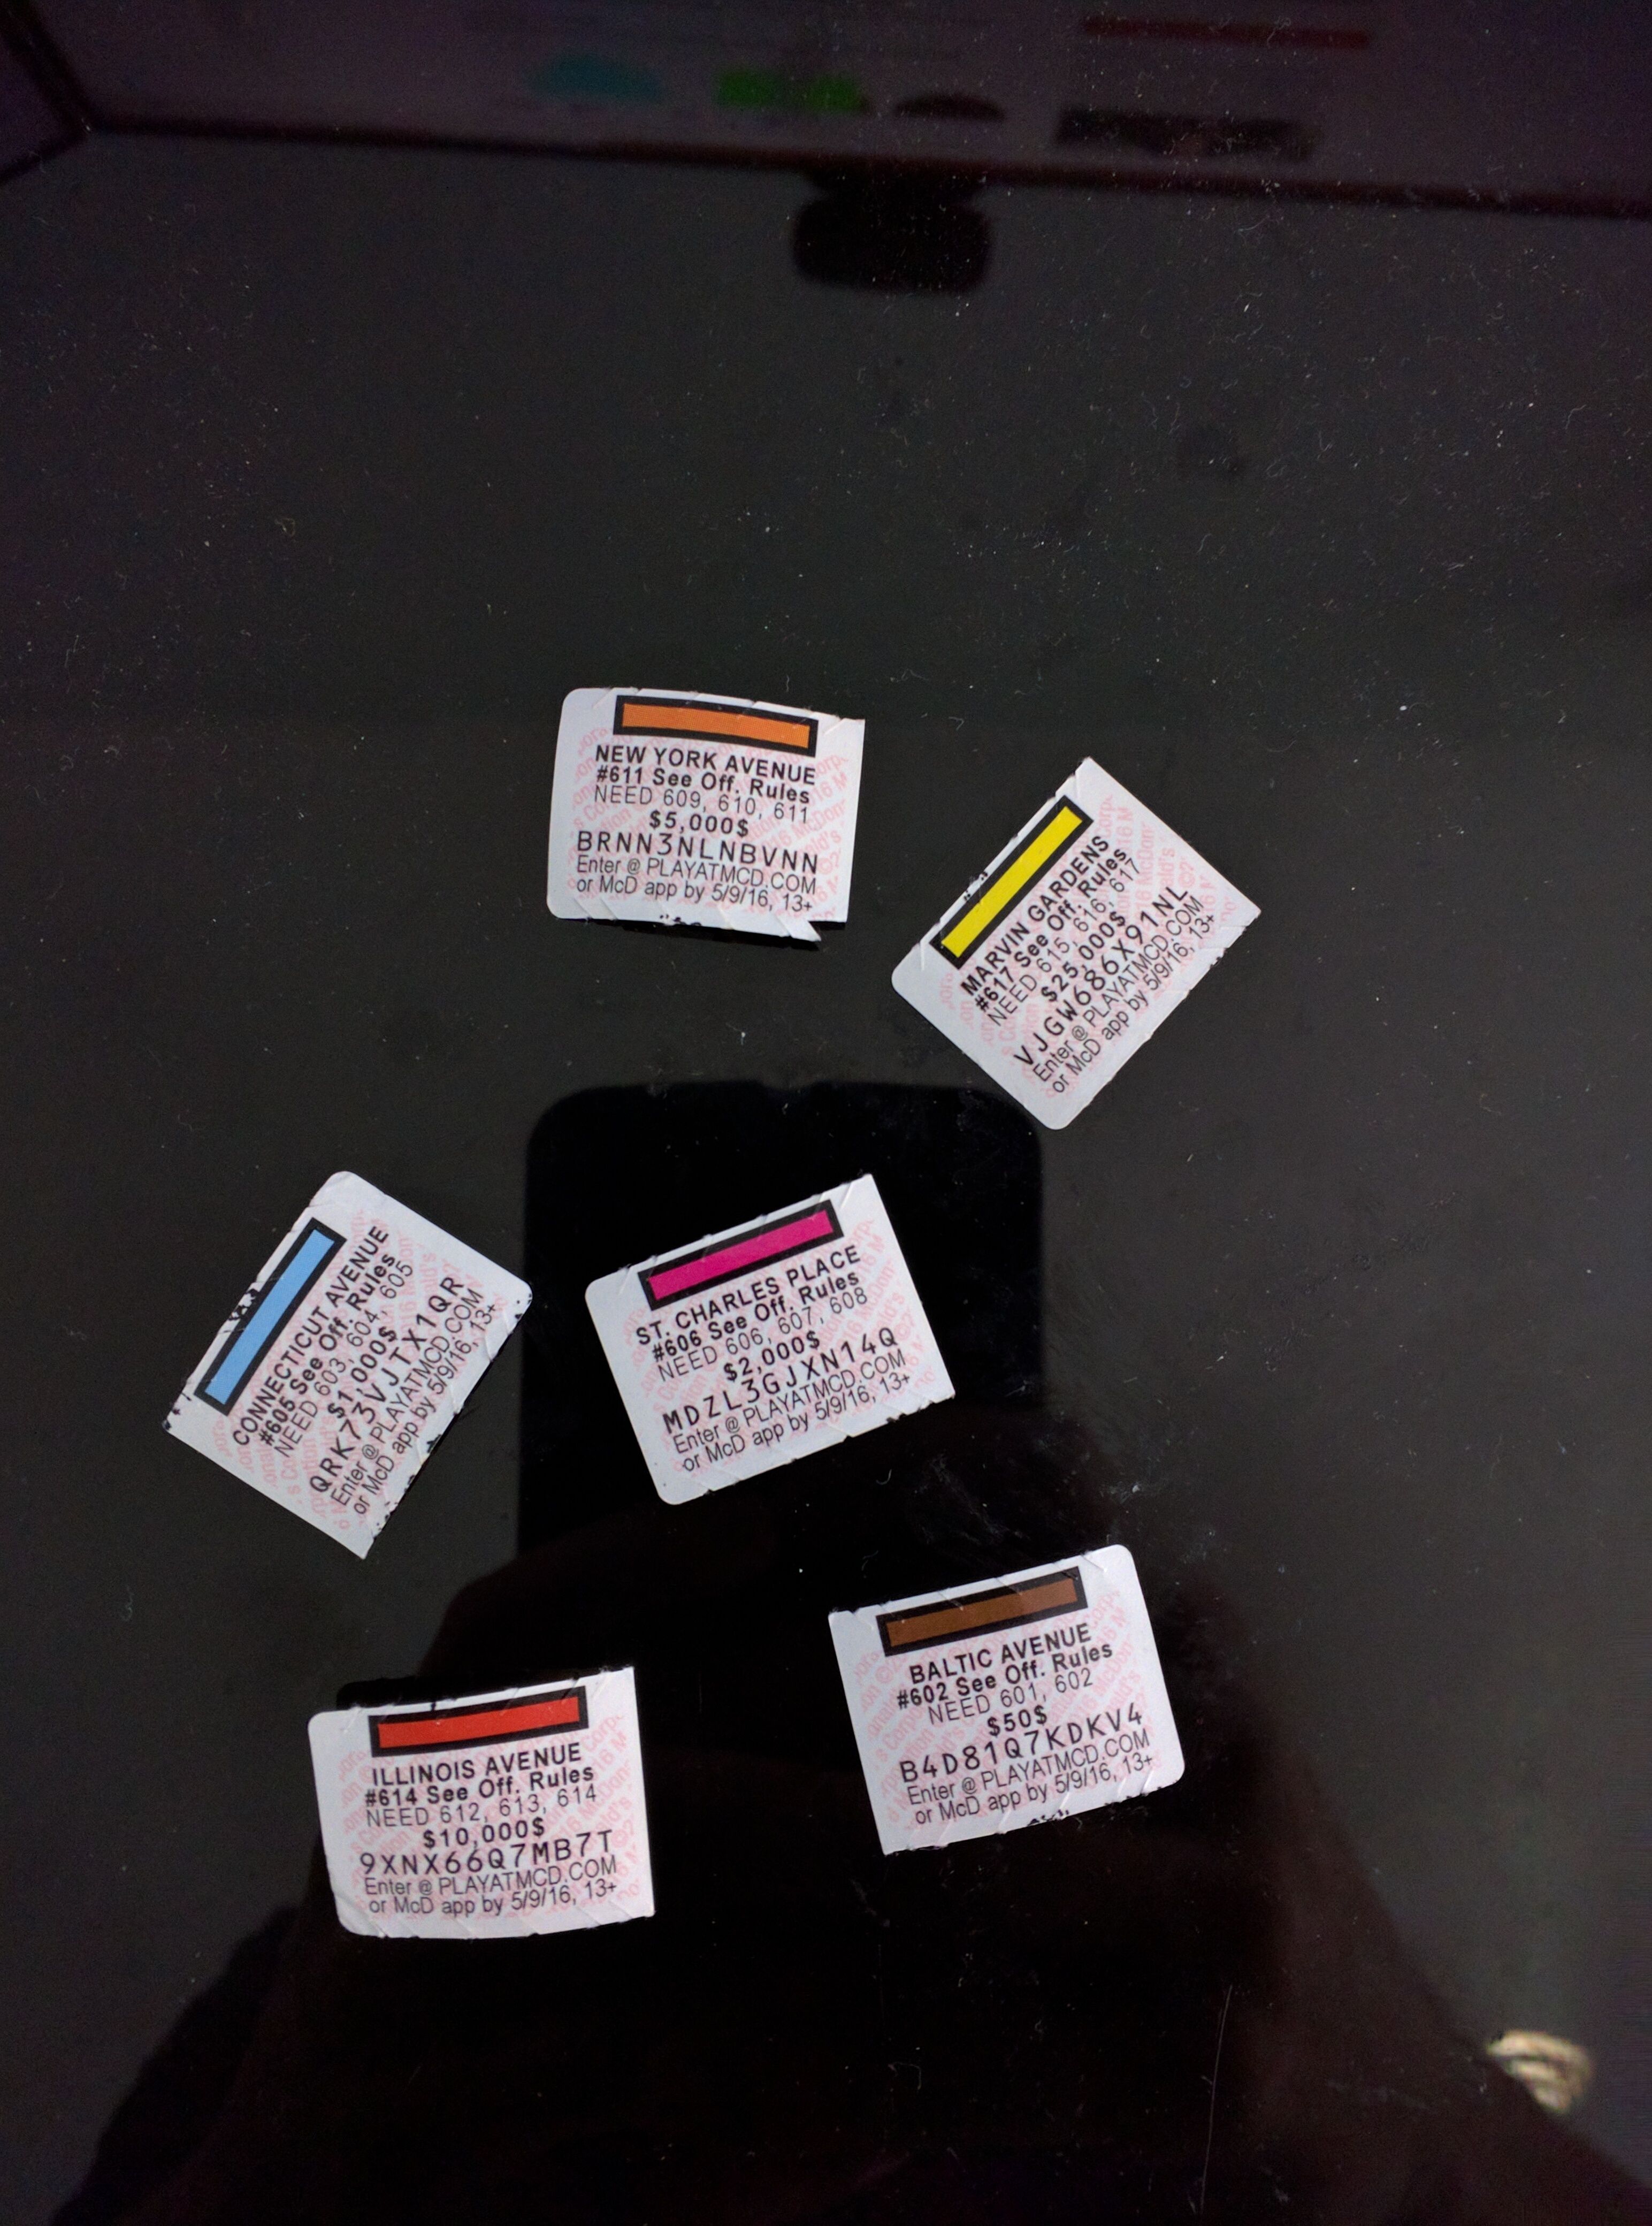 NEW YORK AVENUE
#611 See Off. Rules
NEED 609, 610, 611
$5,000$
BRNN3NLNBVNN
Enter @ PLAYATMCD.COM
or McD app by 5/9/16, 13+
MARVIN GARDENS
#617 See Off. Rules
NEED 615, 616, 617
$25,000$
VJGW686X91NL
Enter @ PLAYATMCD.COM
or McD app by 5/9/16, 13+
CONNECTICUT AVENUE
#605 See Off. Rules
NEED 603, 604, 605
$1,000$
QRK73VJTX1QR
Enter @ PLAYATMCD.COM
or McD app by 5/9/16, 13+
ST. CHARLES PLACE
#606 See Off. Rules
NEED 606, 607, 608
$2,000$
MDZL3GJXN14Q
Enter @ PLAYATMCD.COM
or McD app by 5/9/16, 13+
BALTIC AVENUE
#602 See Off. Rules
NEED 601, 602
$50$
B4D81Q7KDKV4
Enter @ PLAYATMCD.COM
or McD app by 5/9/16, 13+
ILLINOIS AVENUE
#614 See Off. Rules
NEED 612, 613, 614
$10,000$
9XNX66Q7MB7T
Enter @ PLAYATMCD.COM
or McD app by 5/9/16, 13+